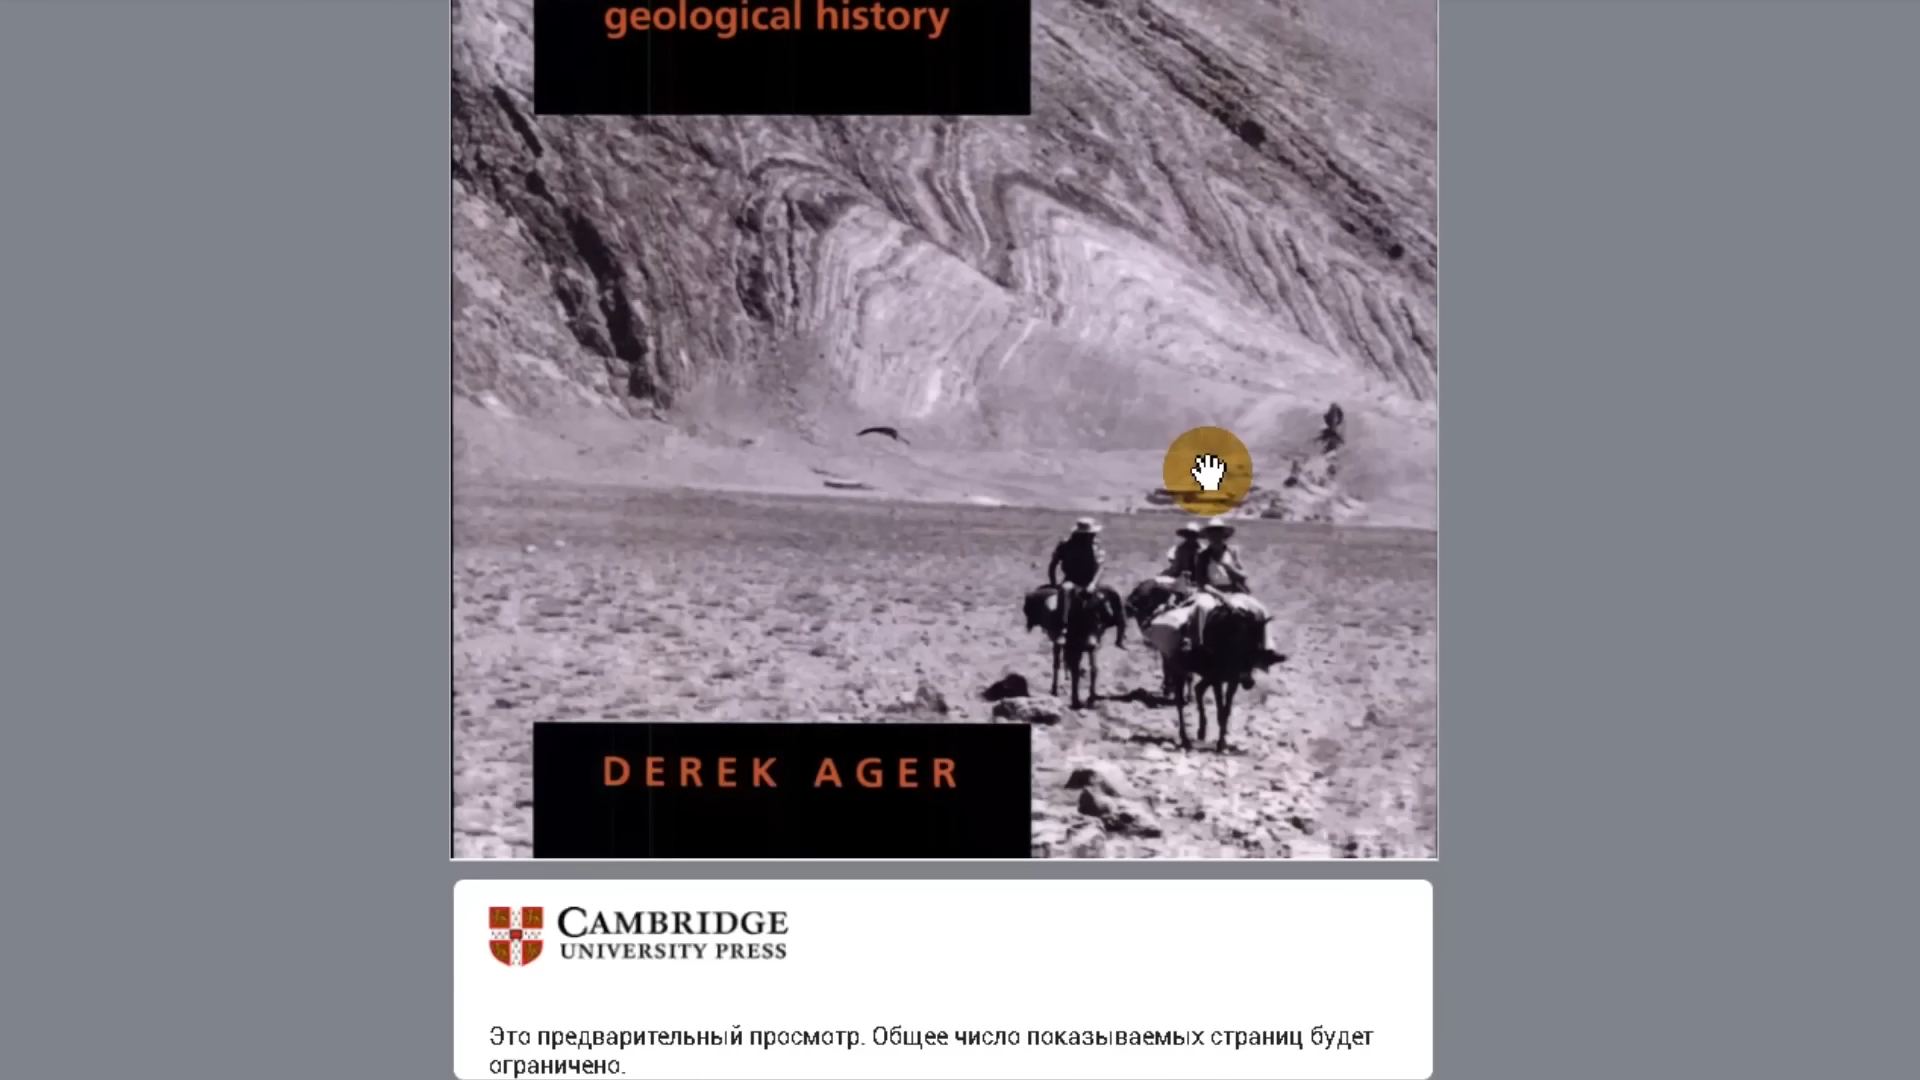 geological history
DEREK AGER
CAMBRIDGE
UNIVERSITY PRESS
Это предварительный просмотр. Общее число показываемых страниц будет
ограничено.